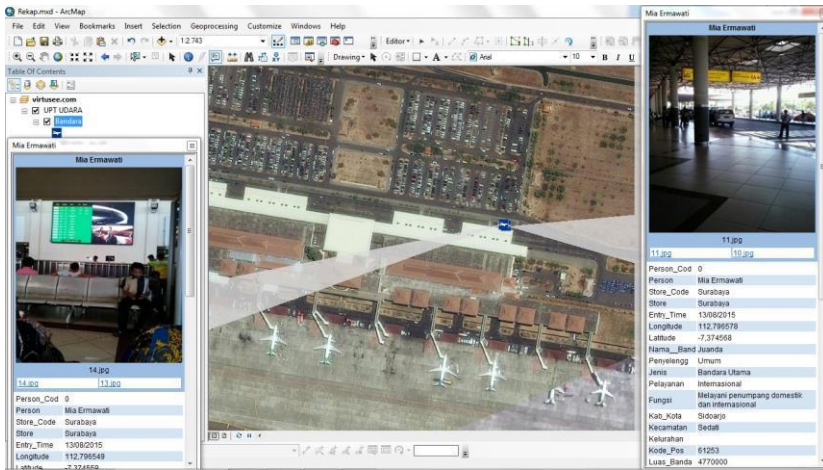 Rekap.mxd - ArcMap
File Edit View Bookmarks Insert Selection Geoprocessing Customize Windows Help
1:2.743
Editor
Drawing
Arial
10
B I U
Table Of Contents
virtusee.com
UPT UDARA
Bandara
Mia Ermawati
Mia Ermawati
14.jpg
14.jpg 13.jpg
Person_Cod 0
Person Mia Ermawati
Store_Code Surabaya
Store Surabaya
Entry_Time 13/08/2015
Longitude 112,796549
Latitude -7,374559
Mia Ermawati
Mia Ermawati
11.jpg
11.jpg 10.jpg
Person_Cod 0
Person Mia Ermawati
Store_Code Surabaya
Store Surabaya
Entry_Time 13/08/2015
Longitude 112,796578
Latitude -7,374568
Nama__Band Juanda
Penyelengg Umum
Jenis Bandara Utama
Pelayanan Internasional
Fungsi Melayani penumpang domestik
dan internasional
Kab_Kota Sidoarjo
Kecamatan Sedati
Kelurahan
Kode_Pos 61253
Luas_Banda 4770000